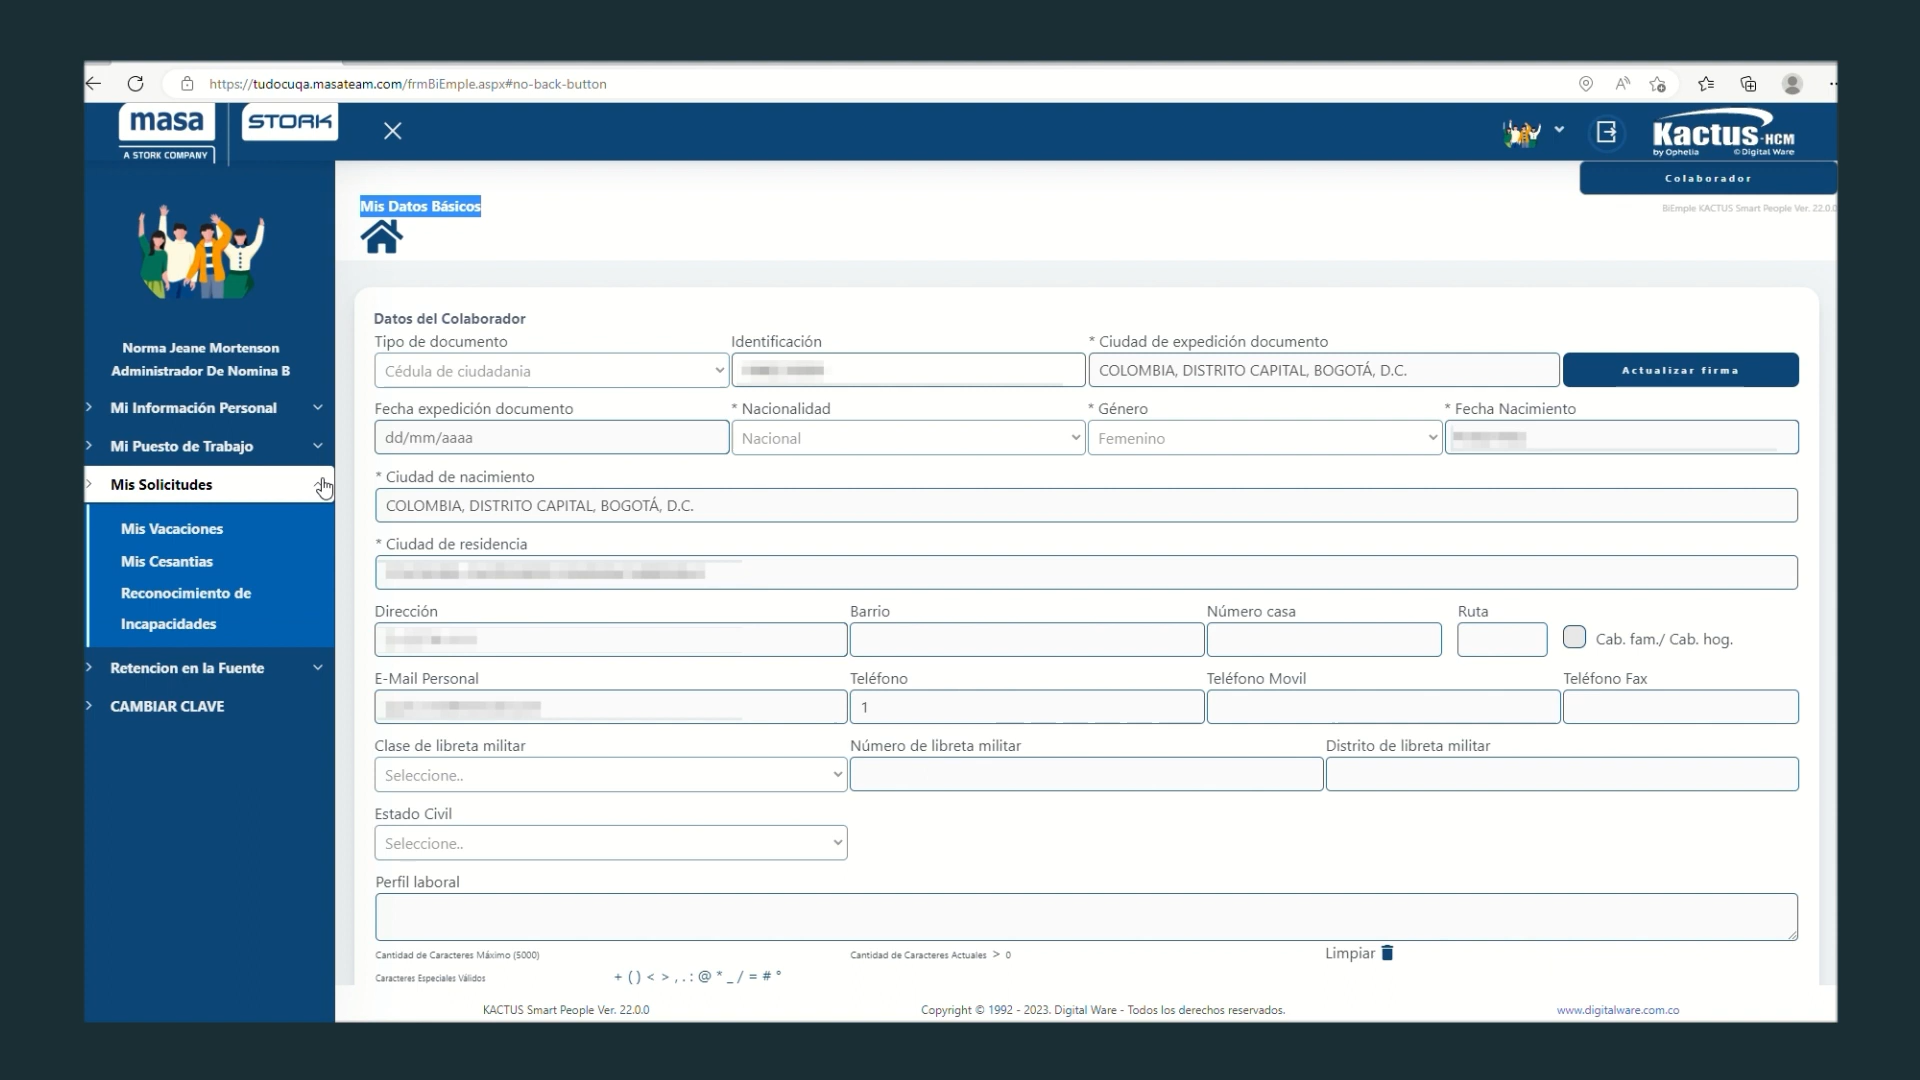 https://tudocuqa.masateam.com/frmBiEmple.aspx#no-back-button
masa
A STORK COMPANY
STORK
Kactus-HCM
by Ophelia © Digital Ware
Colaborador
BiEmple KACTUS Smart People Ver. 22.0.0
Mis Datos Básicos
Norma Jeane Mortenson
Administrador De Nomina B
Mi Información Personal
Mi Puesto de Trabajo
Mis Solicitudes
Mis Vacaciones
Mis Cesantias
Reconocimiento de
Incapacidades
Retencion en la Fuente
CAMBIAR CLAVE
Datos del Colaborador
Tipo de documento Identificación * Ciudad de expedición documento
Cédula de ciudadania COLOMBIA, DISTRITO CAPITAL, BOGOTÁ, D.C. Actualizar firma
Fecha expedición documento * Nacionalidad * Género * Fecha Nacimiento
dd/mm/aaaa Nacional Femenino
* Ciudad de nacimiento
COLOMBIA, DISTRITO CAPITAL, BOGOTÁ, D.C.
* Ciudad de residencia
Dirección Barrio Número casa Ruta
Cab. fam./ Cab. hog.
E-Mail Personal Teléfono Teléfono Movil Teléfono Fax
1
Clase de libreta militar Número de libreta militar Distrito de libreta militar
Seleccione..
Estado Civil
Seleccione..
Perfil laboral
Cantidad de Caracteres Máximo (5000) Cantidad de Caracteres Actuales > 0 Limpiar
Caracteres Especiales Válidos + ( ) < > , . : @ * _ / = # °
KACTUS Smart People Ver. 22.0.0 Copyright © 1992 - 2023. Digital Ware - Todos los derechos reservados. www.digitalware.com.co